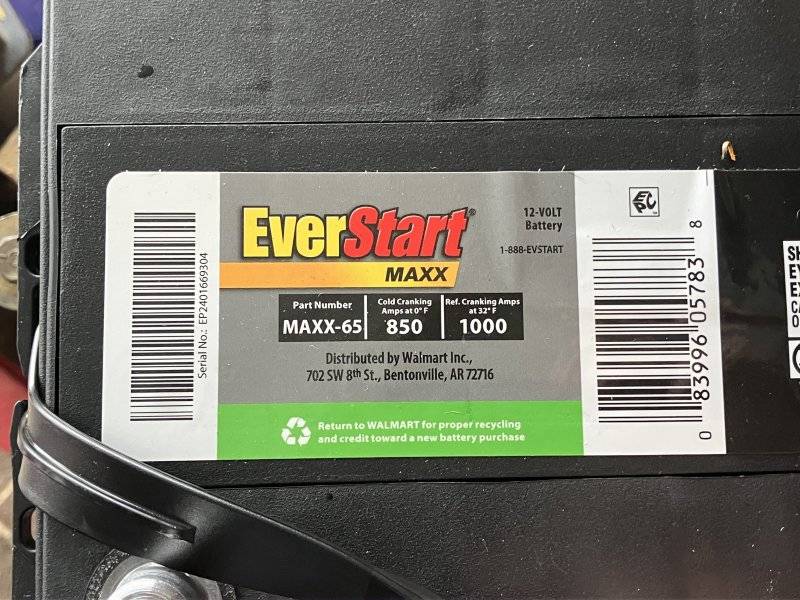 EverStart®
MAXX
12-VOLT
Battery
1-888-EVSTART
Part Number
MAXX-65
Cold Cranking
Amps at 0° F
850
Ref. Cranking Amps
at 32° F
1000
Distributed by Walmart Inc.,
702 SW 8th St., Bentonville, AR 72716
Return to WALMART for proper recycling
and credit toward a new battery purchase
Serial No.: EP2401669304
EPC
0 83996 05783 8
SH